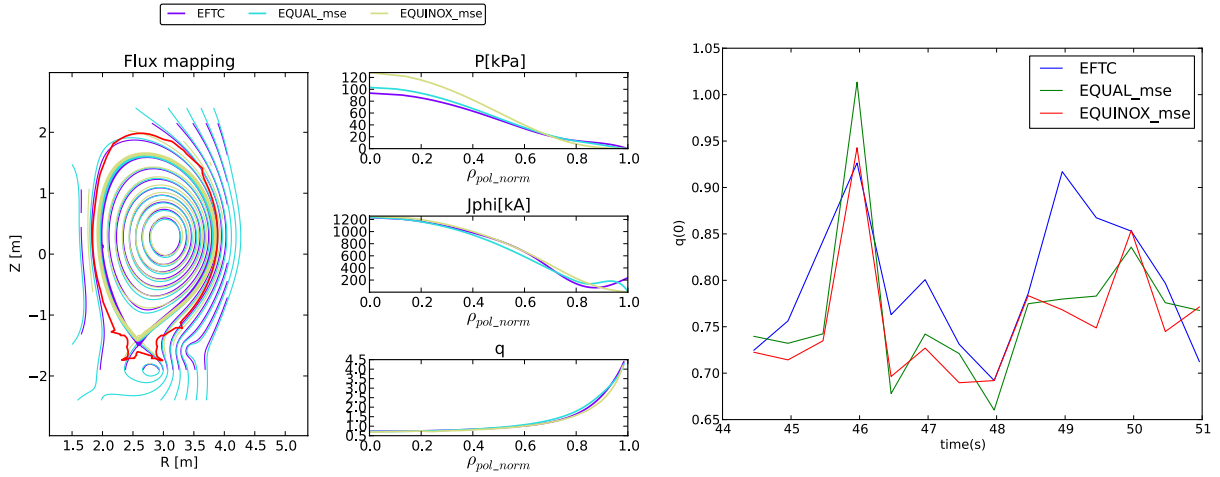 EFTC EQUAL_mse EQUINOX_mse
Flux mapping
2
1
0
−1
−2
Z [m]
1.5 2.0 2.5 3.0 3.5 4.0 4.5 5.0
R [m]
P[kPa]
120
100
80
60
40
20
0
0.0 0.2 0.4 0.6 0.8 1.0
ρpol_norm
Jphi[kA]
1200
1000
800
600
400
200
0.0 0.2 0.4 0.6 0.8 1.0
ρpol_norm
q
4.5
4.0
3.5
3.0
2.5
2.0
1.5
1.0
0.5
0.0 0.2 0.4 0.6 0.8 1.0
ρpol_norm
1.05
1.00
0.95
0.90
0.85
0.80
0.75
0.70
0.65
q(0)
EFTC
EQUAL_mse
EQUINOX_mse
44 45 46 47 48 49 50 51
time(s)